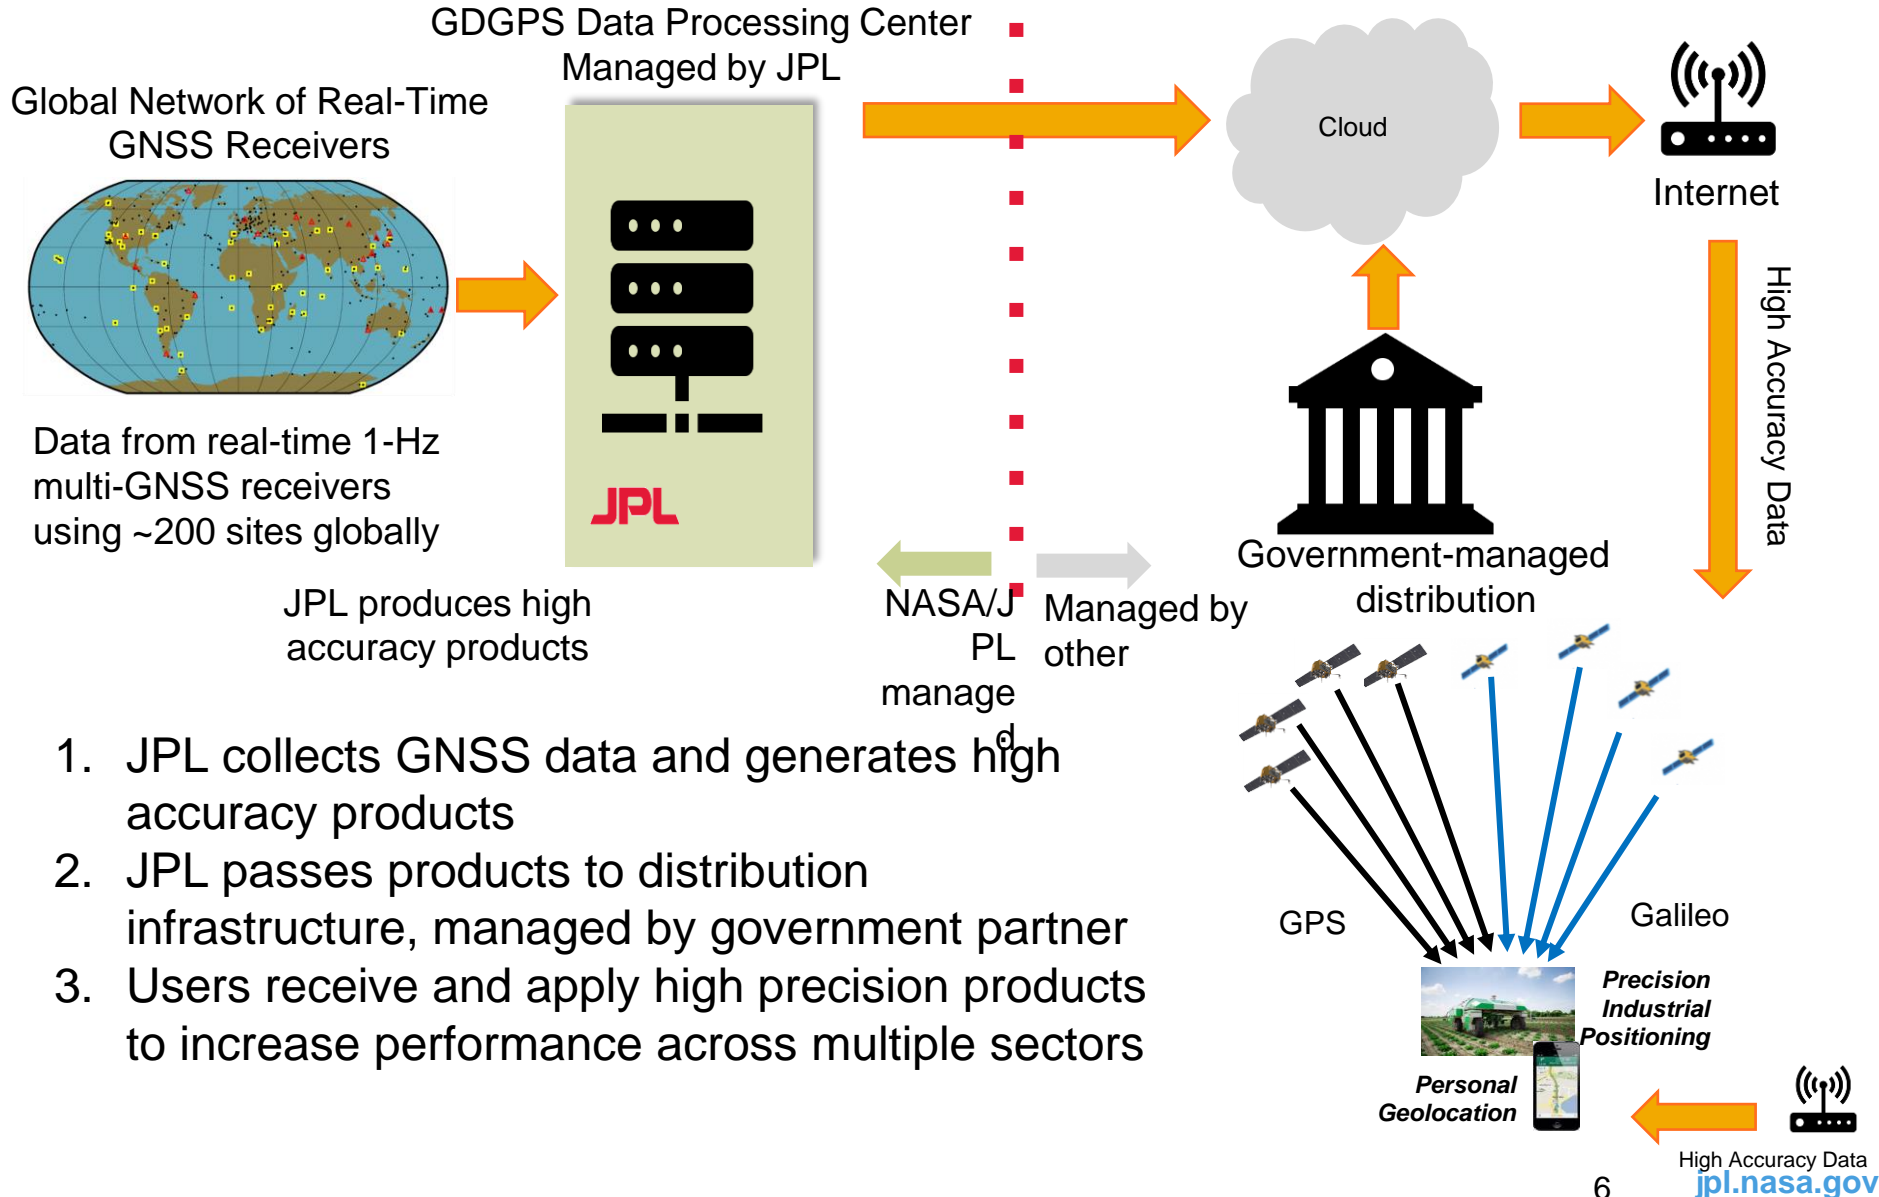 GDGPS Data Processing Center
Managed by JPL
Global Network of Real-Time
GNSS Receivers
Cloud
Internet
High Accuracy Data
Data from real-time 1-Hz
multi-GNSS receivers
using ~200 sites globally
JPL
JPL produces high
accuracy products
NASA/J
PL
manage
d
Managed by
other
Government-managed
distribution
1. JPL collects GNSS data and generates high
accuracy products
2. JPL passes products to distribution
infrastructure, managed by government partner
3. Users receive and apply high precision products
to increase performance across multiple sectors
GPS
Galileo
Precision
Industrial
Positioning
Personal
Geolocation
High Accuracy Data
6
jpl.nasa.gov